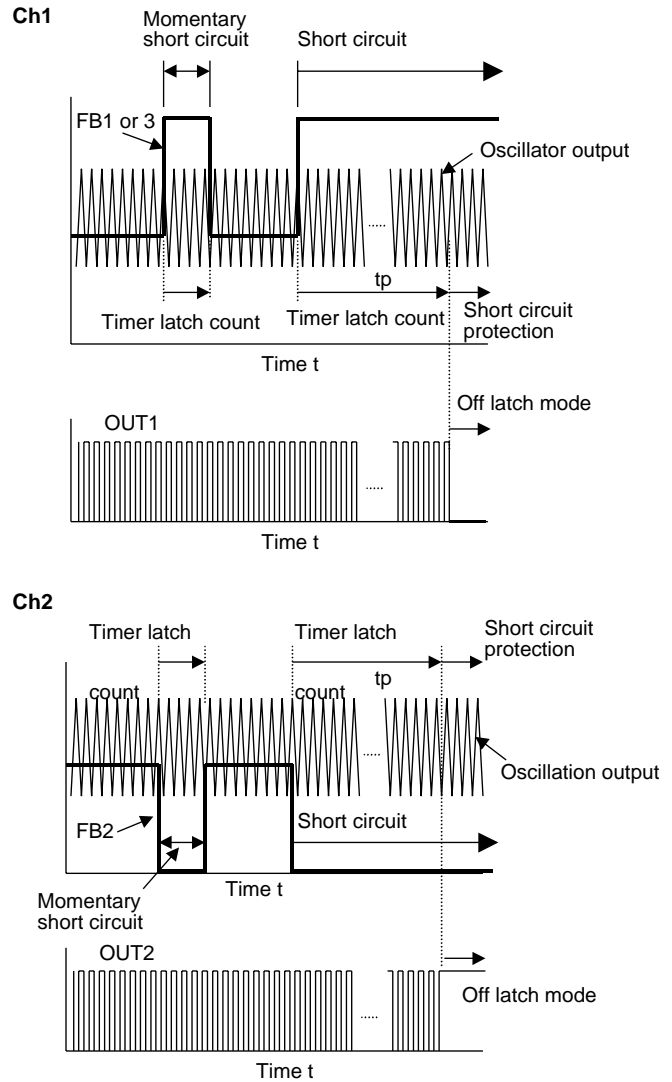 Ch1
Momentary
short circuit
Short circuit
FB1 or 3
Oscillator output
.....
tp
Timer latch count
Timer latch count
Short circuit
protection
Time t
Off latch mode
OUT1
.....
Time t
Ch2
Timer latch
Timer latch
Short circuit
protection
count
count
tp
.....
Oscillation output
FB2
Short circuit
Momentary
short circuit
Time t
OUT2
Off latch mode
.....
Time t